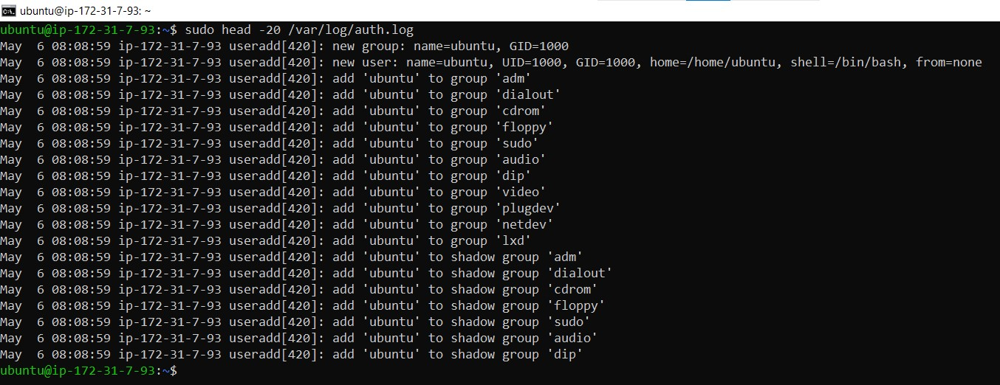 ubuntu@ip-172-31-7-93: ~
ubuntu@ip-172-31-7-93:~$ sudo head -20 /var/log/auth.log
May  6 08:08:59 ip-172-31-7-93 useradd[420]: new group: name=ubuntu, GID=1000
May  6 08:08:59 ip-172-31-7-93 useradd[420]: new user: name=ubuntu, UID=1000, GID=1000, home=/home/ubuntu, shell=/bin/bash, from=none
May  6 08:08:59 ip-172-31-7-93 useradd[420]: add 'ubuntu' to group 'adm'
May  6 08:08:59 ip-172-31-7-93 useradd[420]: add 'ubuntu' to group 'dialout'
May  6 08:08:59 ip-172-31-7-93 useradd[420]: add 'ubuntu' to group 'cdrom'
May  6 08:08:59 ip-172-31-7-93 useradd[420]: add 'ubuntu' to group 'floppy'
May  6 08:08:59 ip-172-31-7-93 useradd[420]: add 'ubuntu' to group 'sudo'
May  6 08:08:59 ip-172-31-7-93 useradd[420]: add 'ubuntu' to group 'audio'
May  6 08:08:59 ip-172-31-7-93 useradd[420]: add 'ubuntu' to group 'dip'
May  6 08:08:59 ip-172-31-7-93 useradd[420]: add 'ubuntu' to group 'video'
May  6 08:08:59 ip-172-31-7-93 useradd[420]: add 'ubuntu' to group 'plugdev'
May  6 08:08:59 ip-172-31-7-93 useradd[420]: add 'ubuntu' to group 'netdev'
May  6 08:08:59 ip-172-31-7-93 useradd[420]: add 'ubuntu' to group 'lxd'
May  6 08:08:59 ip-172-31-7-93 useradd[420]: add 'ubuntu' to shadow group 'adm'
May  6 08:08:59 ip-172-31-7-93 useradd[420]: add 'ubuntu' to shadow group 'dialout'
May  6 08:08:59 ip-172-31-7-93 useradd[420]: add 'ubuntu' to shadow group 'cdrom'
May  6 08:08:59 ip-172-31-7-93 useradd[420]: add 'ubuntu' to shadow group 'floppy'
May  6 08:08:59 ip-172-31-7-93 useradd[420]: add 'ubuntu' to shadow group 'sudo'
May  6 08:08:59 ip-172-31-7-93 useradd[420]: add 'ubuntu' to shadow group 'audio'
May  6 08:08:59 ip-172-31-7-93 useradd[420]: add 'ubuntu' to shadow group 'dip'
ubuntu@ip-172-31-7-93:~$